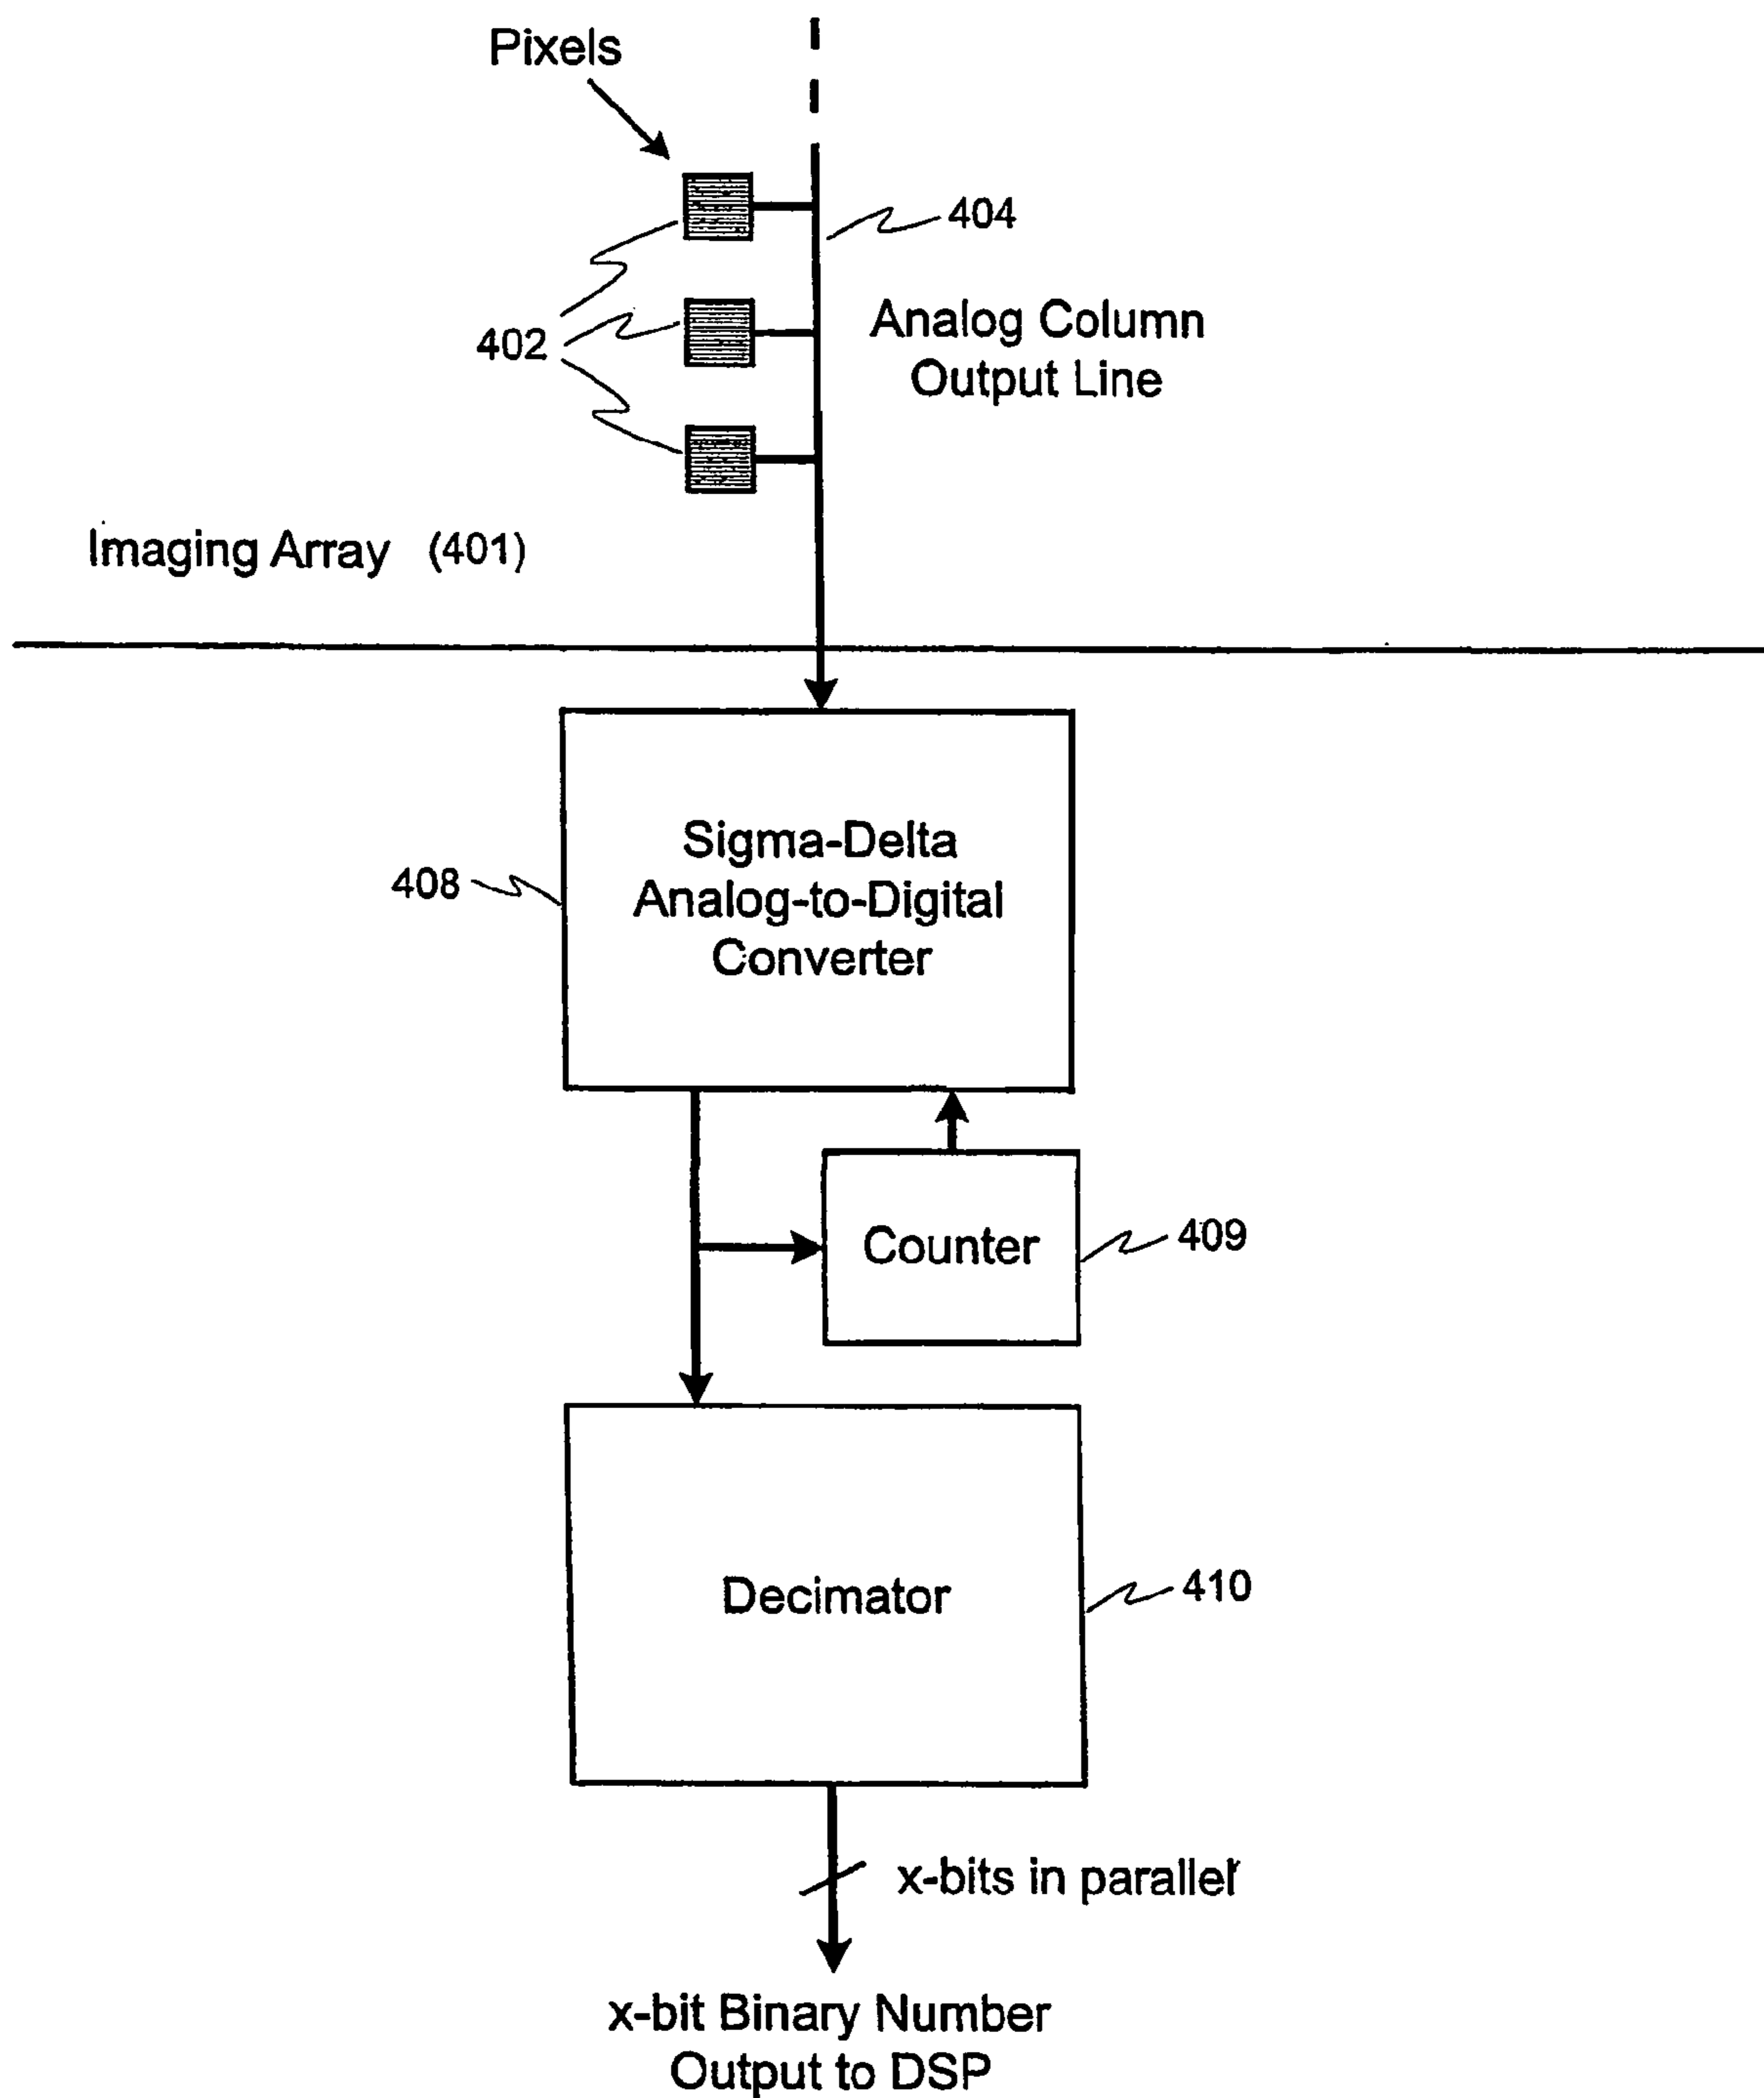 Pixels
404
402
Analog Column
Output Line
Imaging Array (401)
Sigma-Delta
Analog-to-Digital
Converter
408
Counter
409
Decimator
410
x-bits in parallel
x-bit Binary Number
Output to DSP